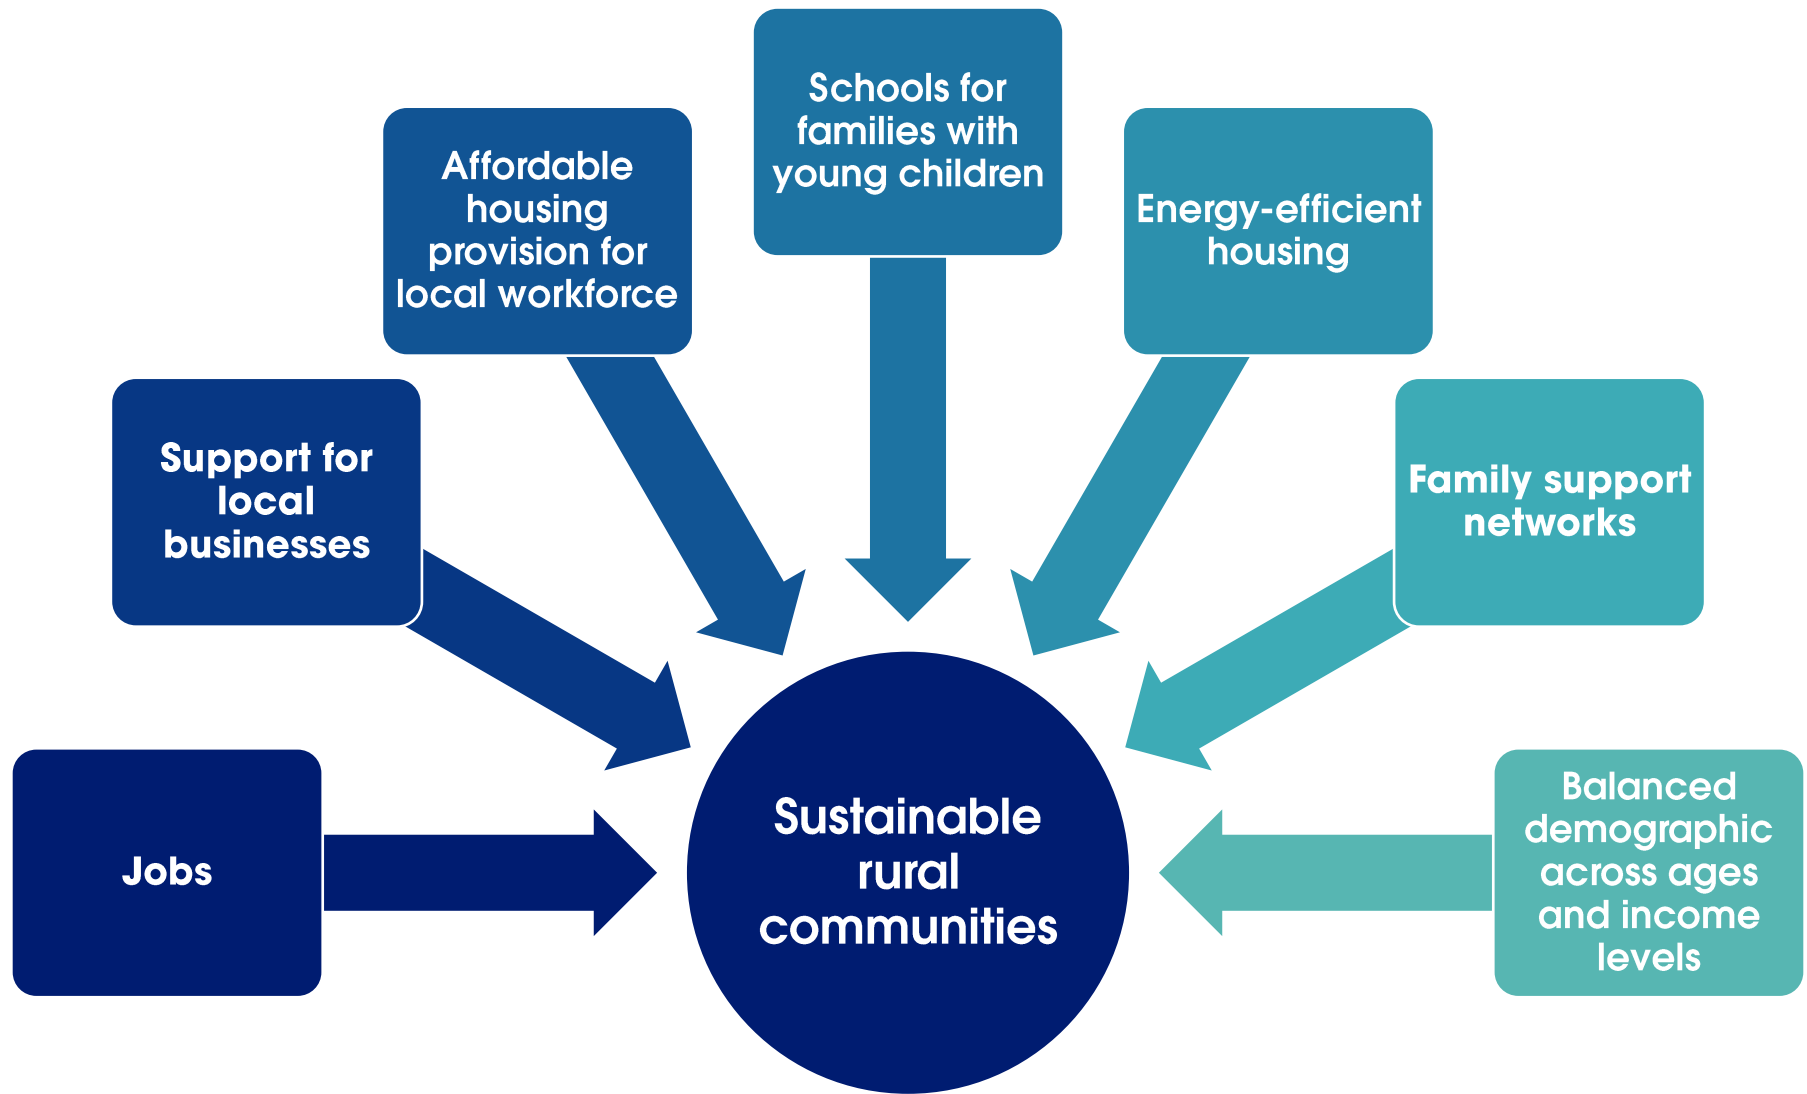 Schools for
families with
young children
Affordable
housing
provision for
local workforce
Energy-efficient
housing
Support for
local
businesses
Family support
networks
Jobs
Sustainable
rural
communities
Balanced
demographic
across ages
and income
levels